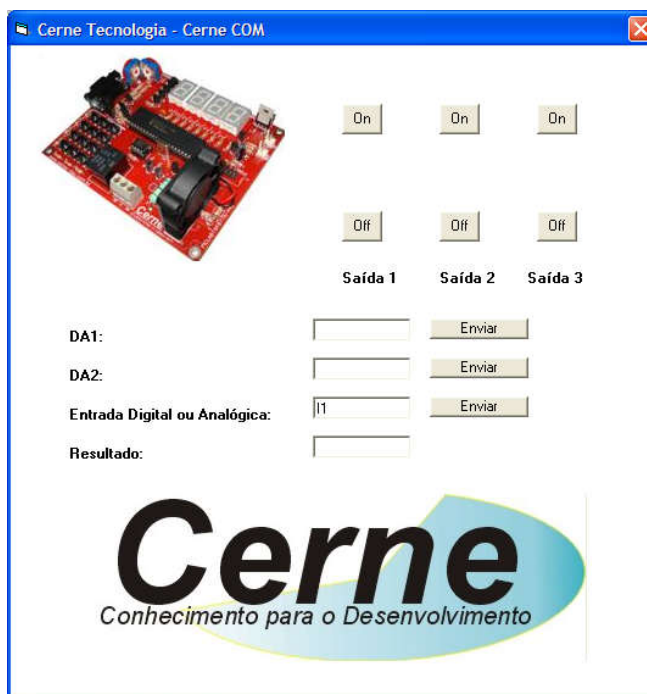 Cerne Tecnologia - Cerne COM
On On On
Off Off Off
Saída 1 Saída 2 Saída 3
DA1: Enviar
DA2: Enviar
Entrada Digital ou Analógica: I1 Enviar
Resultado:
Cerne
Conhecimento para o Desenvolvimento